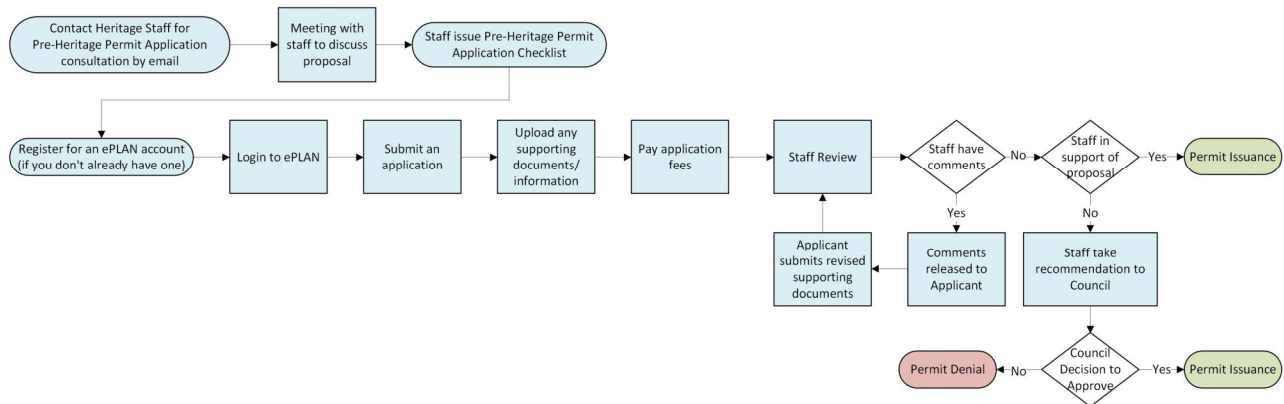 Contact Heritage Staff for
Pre-Heritage Permit Application
consultation by email
Meeting with
staff to discuss
proposal
Staff issue Pre-Heritage Permit
Application Checklist
Register for an ePLAN account
(if you don't already have one)
Login to ePLAN
Submit an
application
Upload any
supporting
documents/
information
Pay application
fees
Staff Review
Staff have
comments
No
Staff in
support of
proposal
Yes
Permit Issuance
Yes
No
Applicant
submits revised
supporting
documents
Comments
released to
Applicant
Staff take
recommendation to
Council
Permit Denial
No
Council
Decision to
Approve
Yes
Permit Issuance